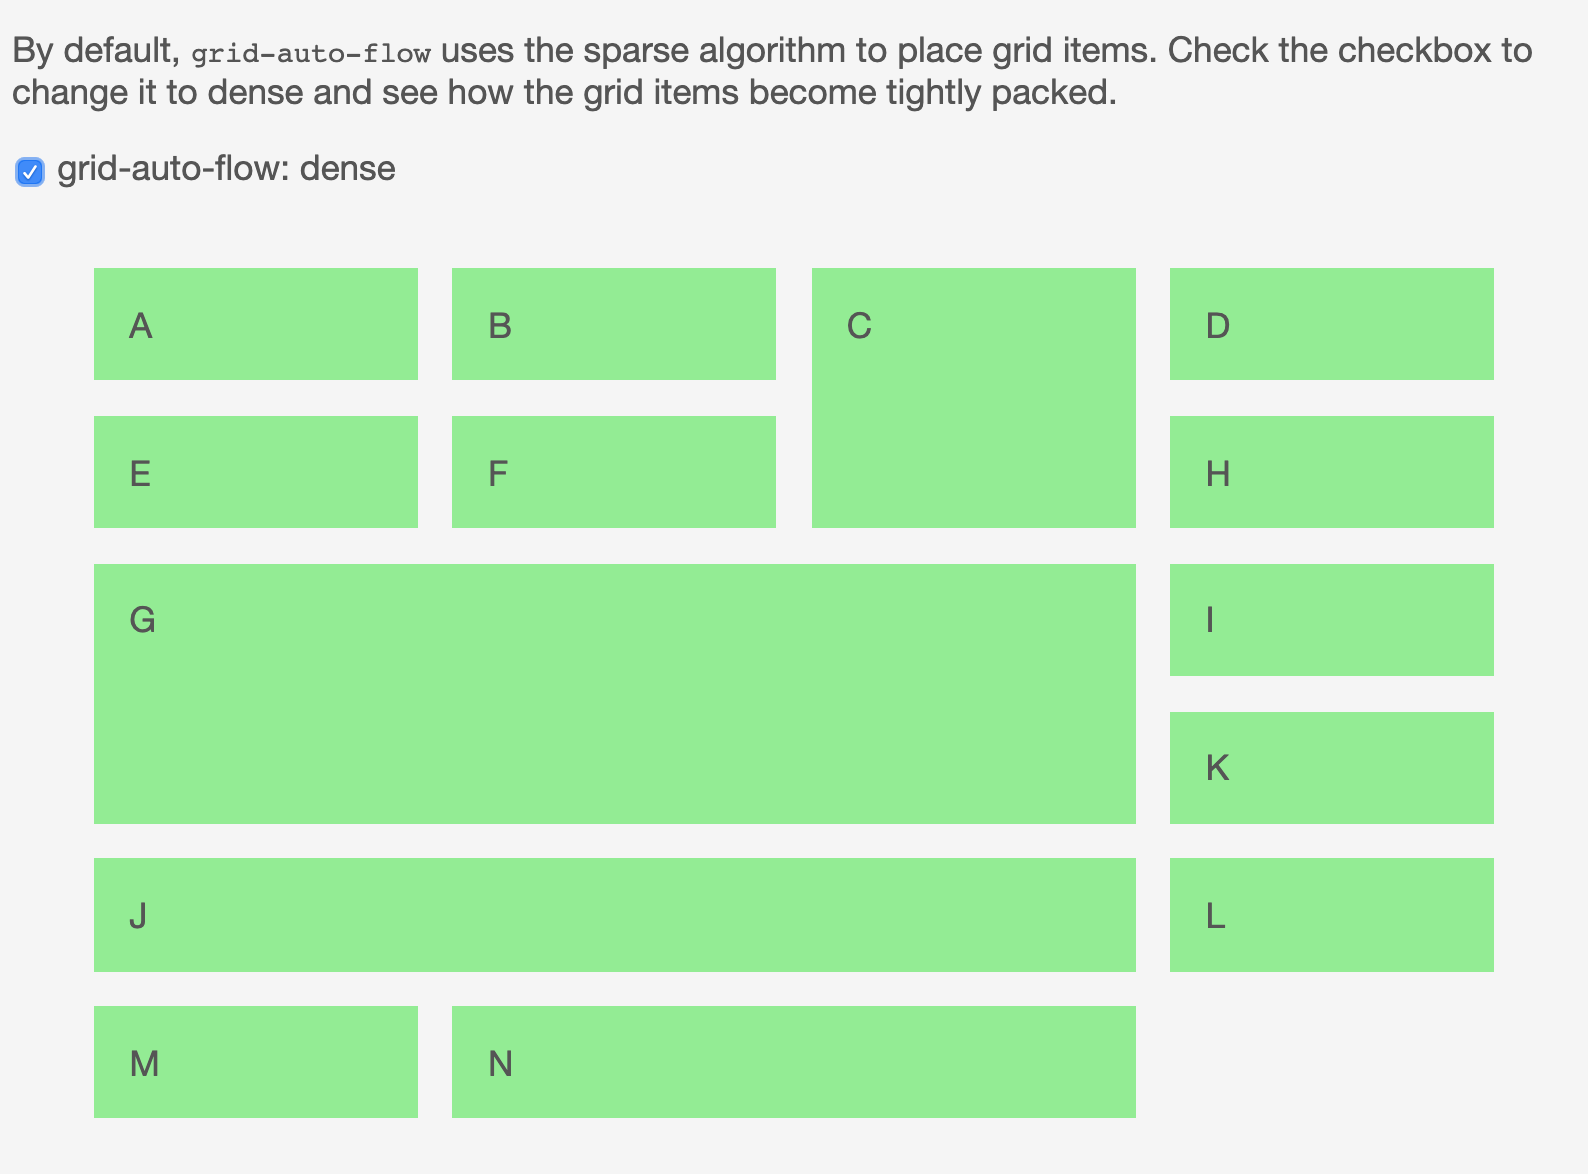 By default, grid-auto-flow uses the sparse algorithm to place grid items. Check the checkbox to
change it to dense and see how the grid items become tightly packed.
grid-auto-flow: dense
A B C D
E F H
G I
K
J L
M N